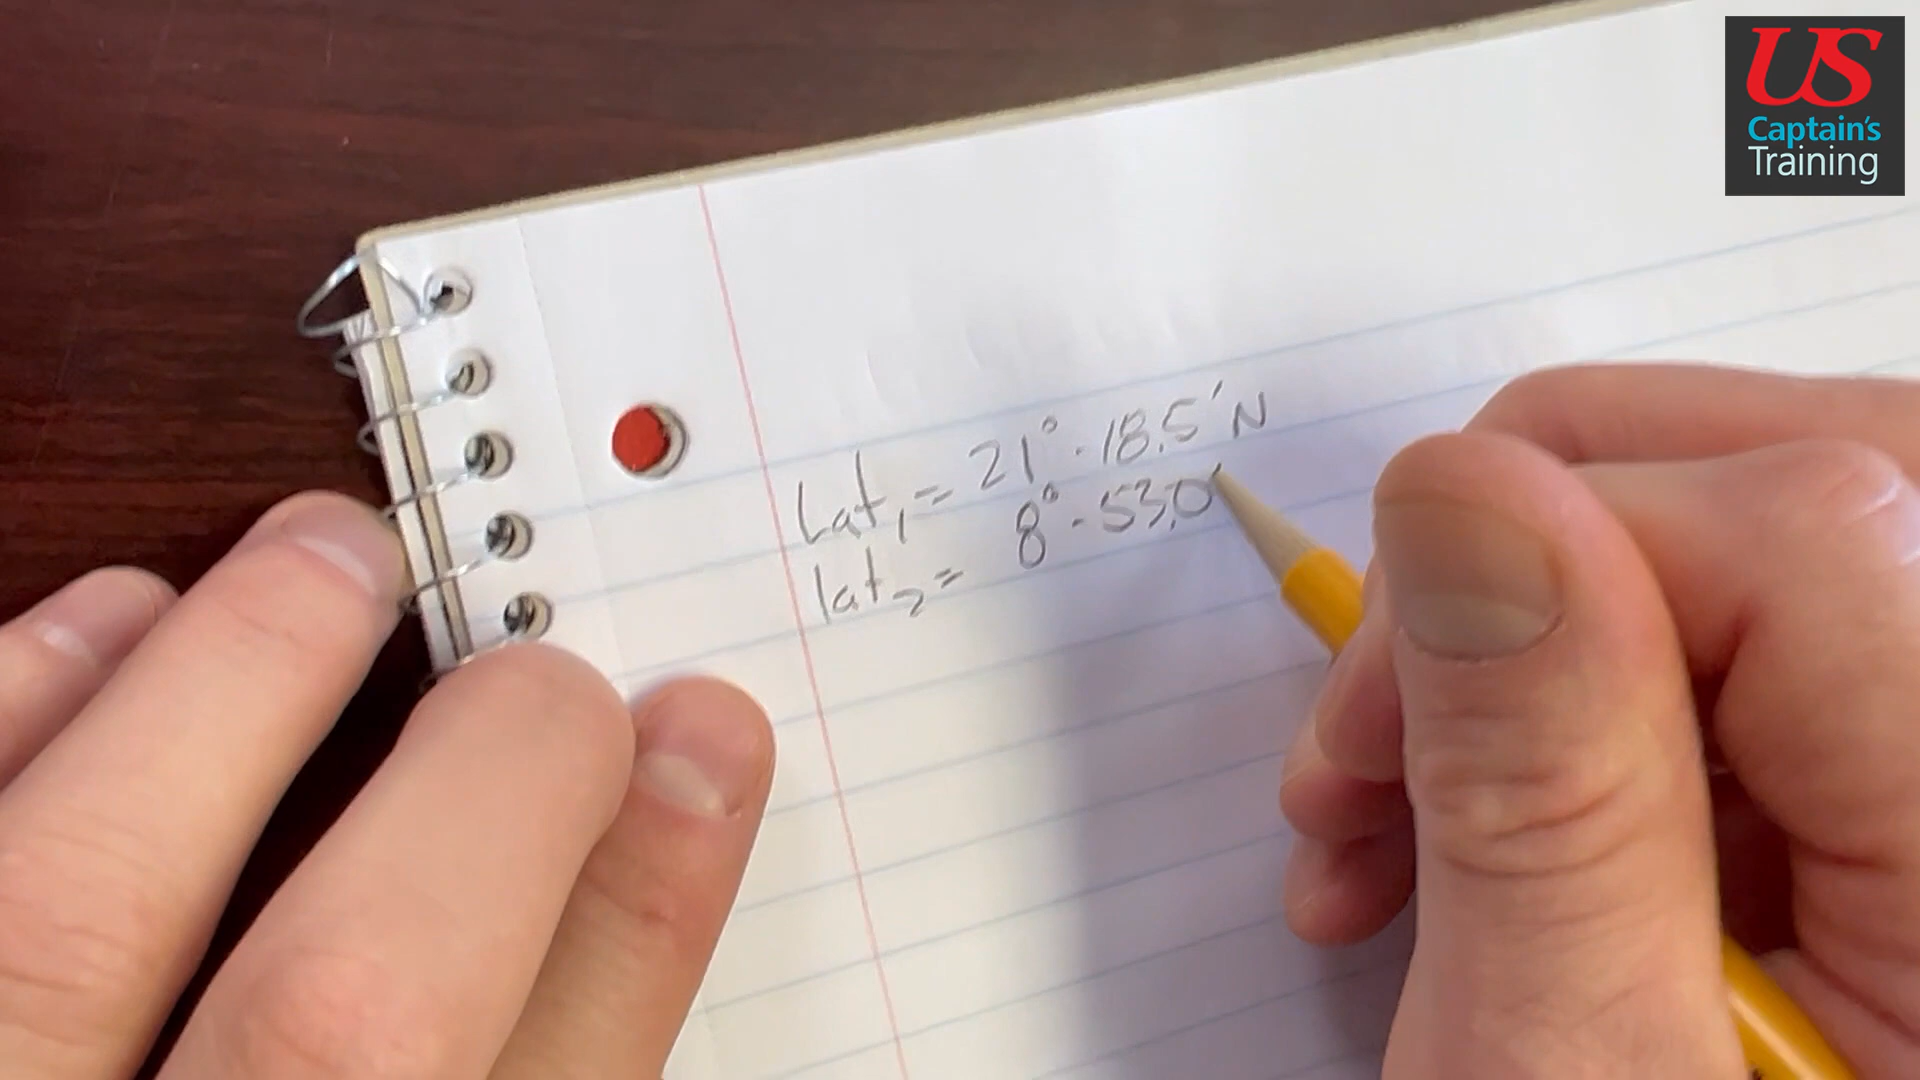 US
Captain's
Training
Lat₁ = 21° - 18.5' N
lat₂ = 8° - 53.0'